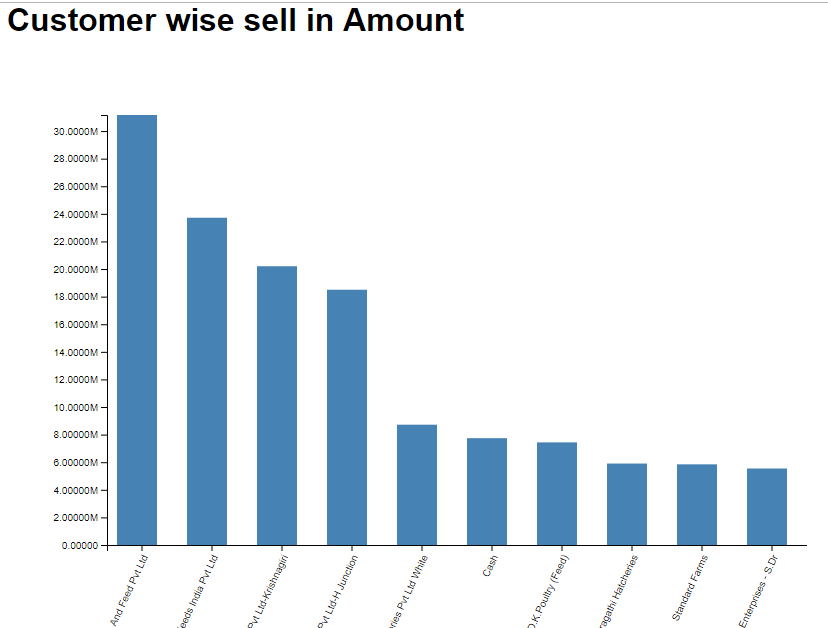 Customer wise sell in Amount
30.0000M
28.0000M
26.0000M
24.0000M
22.0000M
20.0000M
18.0000M
16.0000M
14.0000M
12.0000M
10.0000M
8.00000M
6.00000M
4.00000M
2.00000M
0.00000
And Feed Pvt Ltd
eeds India Pvt Ltd
Pvt Ltd-Krishnagiri
Pvt Ltd-H Junction
ries Pvt Ltd White
Cash
O.K.Poultry (Feed)
ragathi Hatcheries
Standard Farms
Enterprises - S.Dr